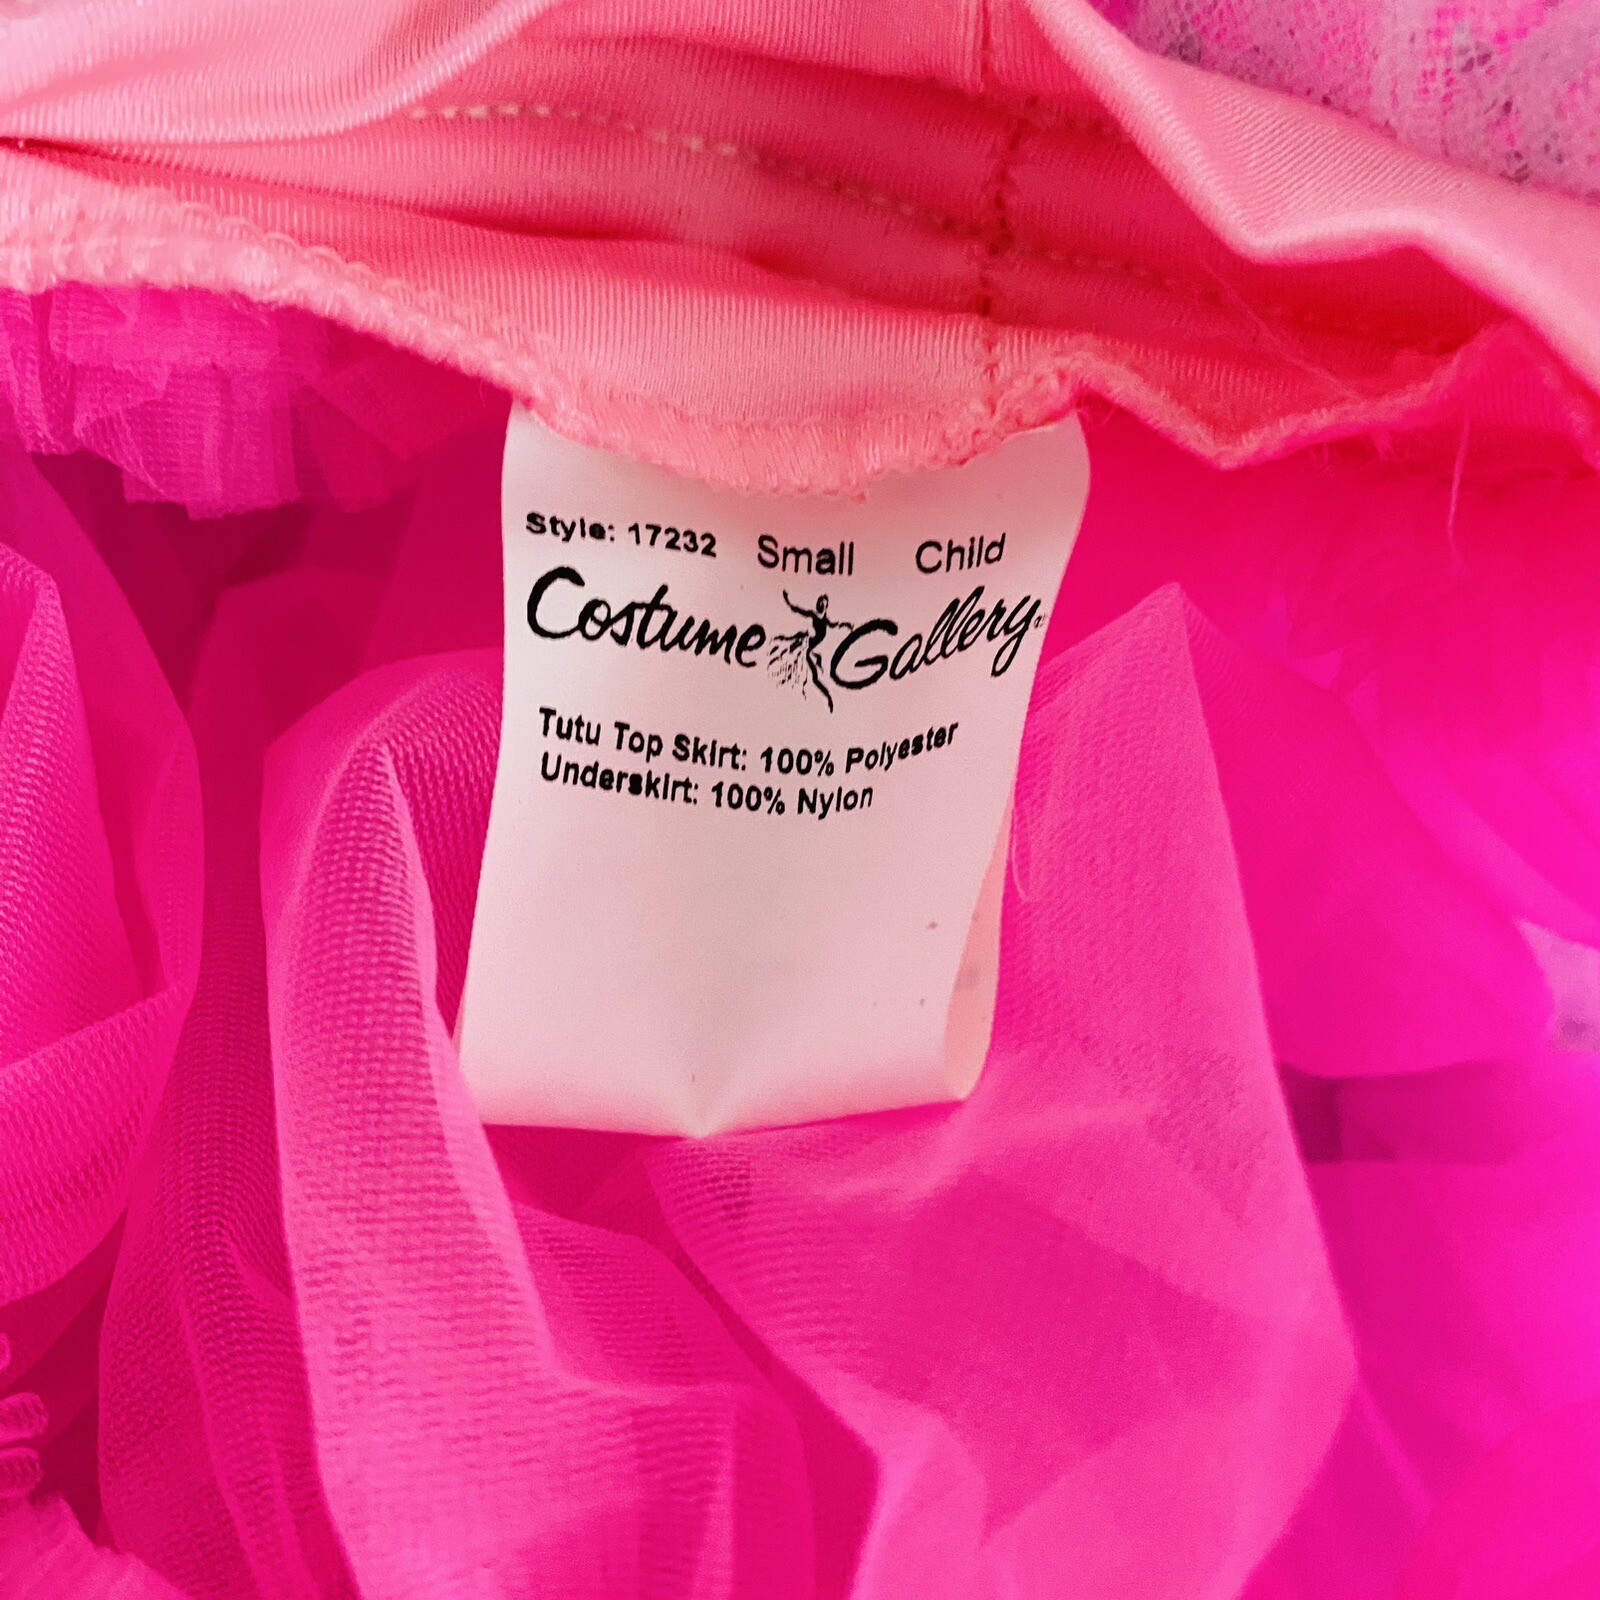 Style: 17232 Small Child
Costume Gallery
Tutu Top Skirt: 100% Polyester
Underskirt: 100% Nylon